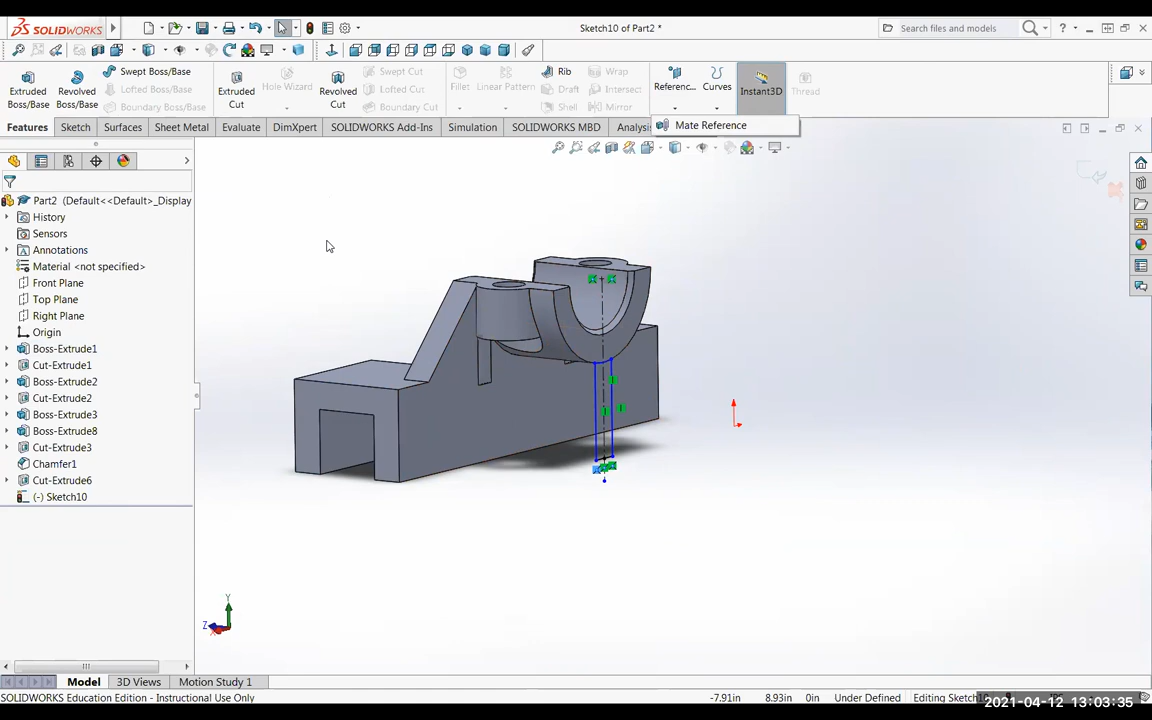 SOLIDWORKS
Sketch10 of Part2 *
Search files and models
Extruded Boss/Base
Revolved Boss/Base
Swept Boss/Base
Lofted Boss/Base
Boundary Boss/Base
Extruded Cut
Hole Wizard
Revolved Cut
Swept Cut
Lofted Cut
Boundary Cut
Fillet
Linear Pattern
Rib
Draft
Shell
Wrap
Intersect
Mirror
Referenc...
Curves
Instant3D
Thread
Mate Reference
Features
Sketch
Surfaces
Sheet Metal
Evaluate
DimXpert
SOLIDWORKS Add-Ins
Simulation
SOLIDWORKS MBD
Analysi
Part2 (Default<<Default>_Display
History
Sensors
Annotations
Material <not specified>
Front Plane
Top Plane
Right Plane
Origin
Boss-Extrude1
Cut-Extrude1
Boss-Extrude2
Cut-Extrude2
Boss-Extrude3
Boss-Extrude8
Cut-Extrude3
Chamfer1
Cut-Extrude6
(-) Sketch10
Y
Z
X
Model
3D Views
Motion Study 1
SOLIDWORKS Education Edition - Instructional Use Only
-7.91in
8.93in
0in
Under Defined
Editing Sketch10
2021-04-12 13:03:35